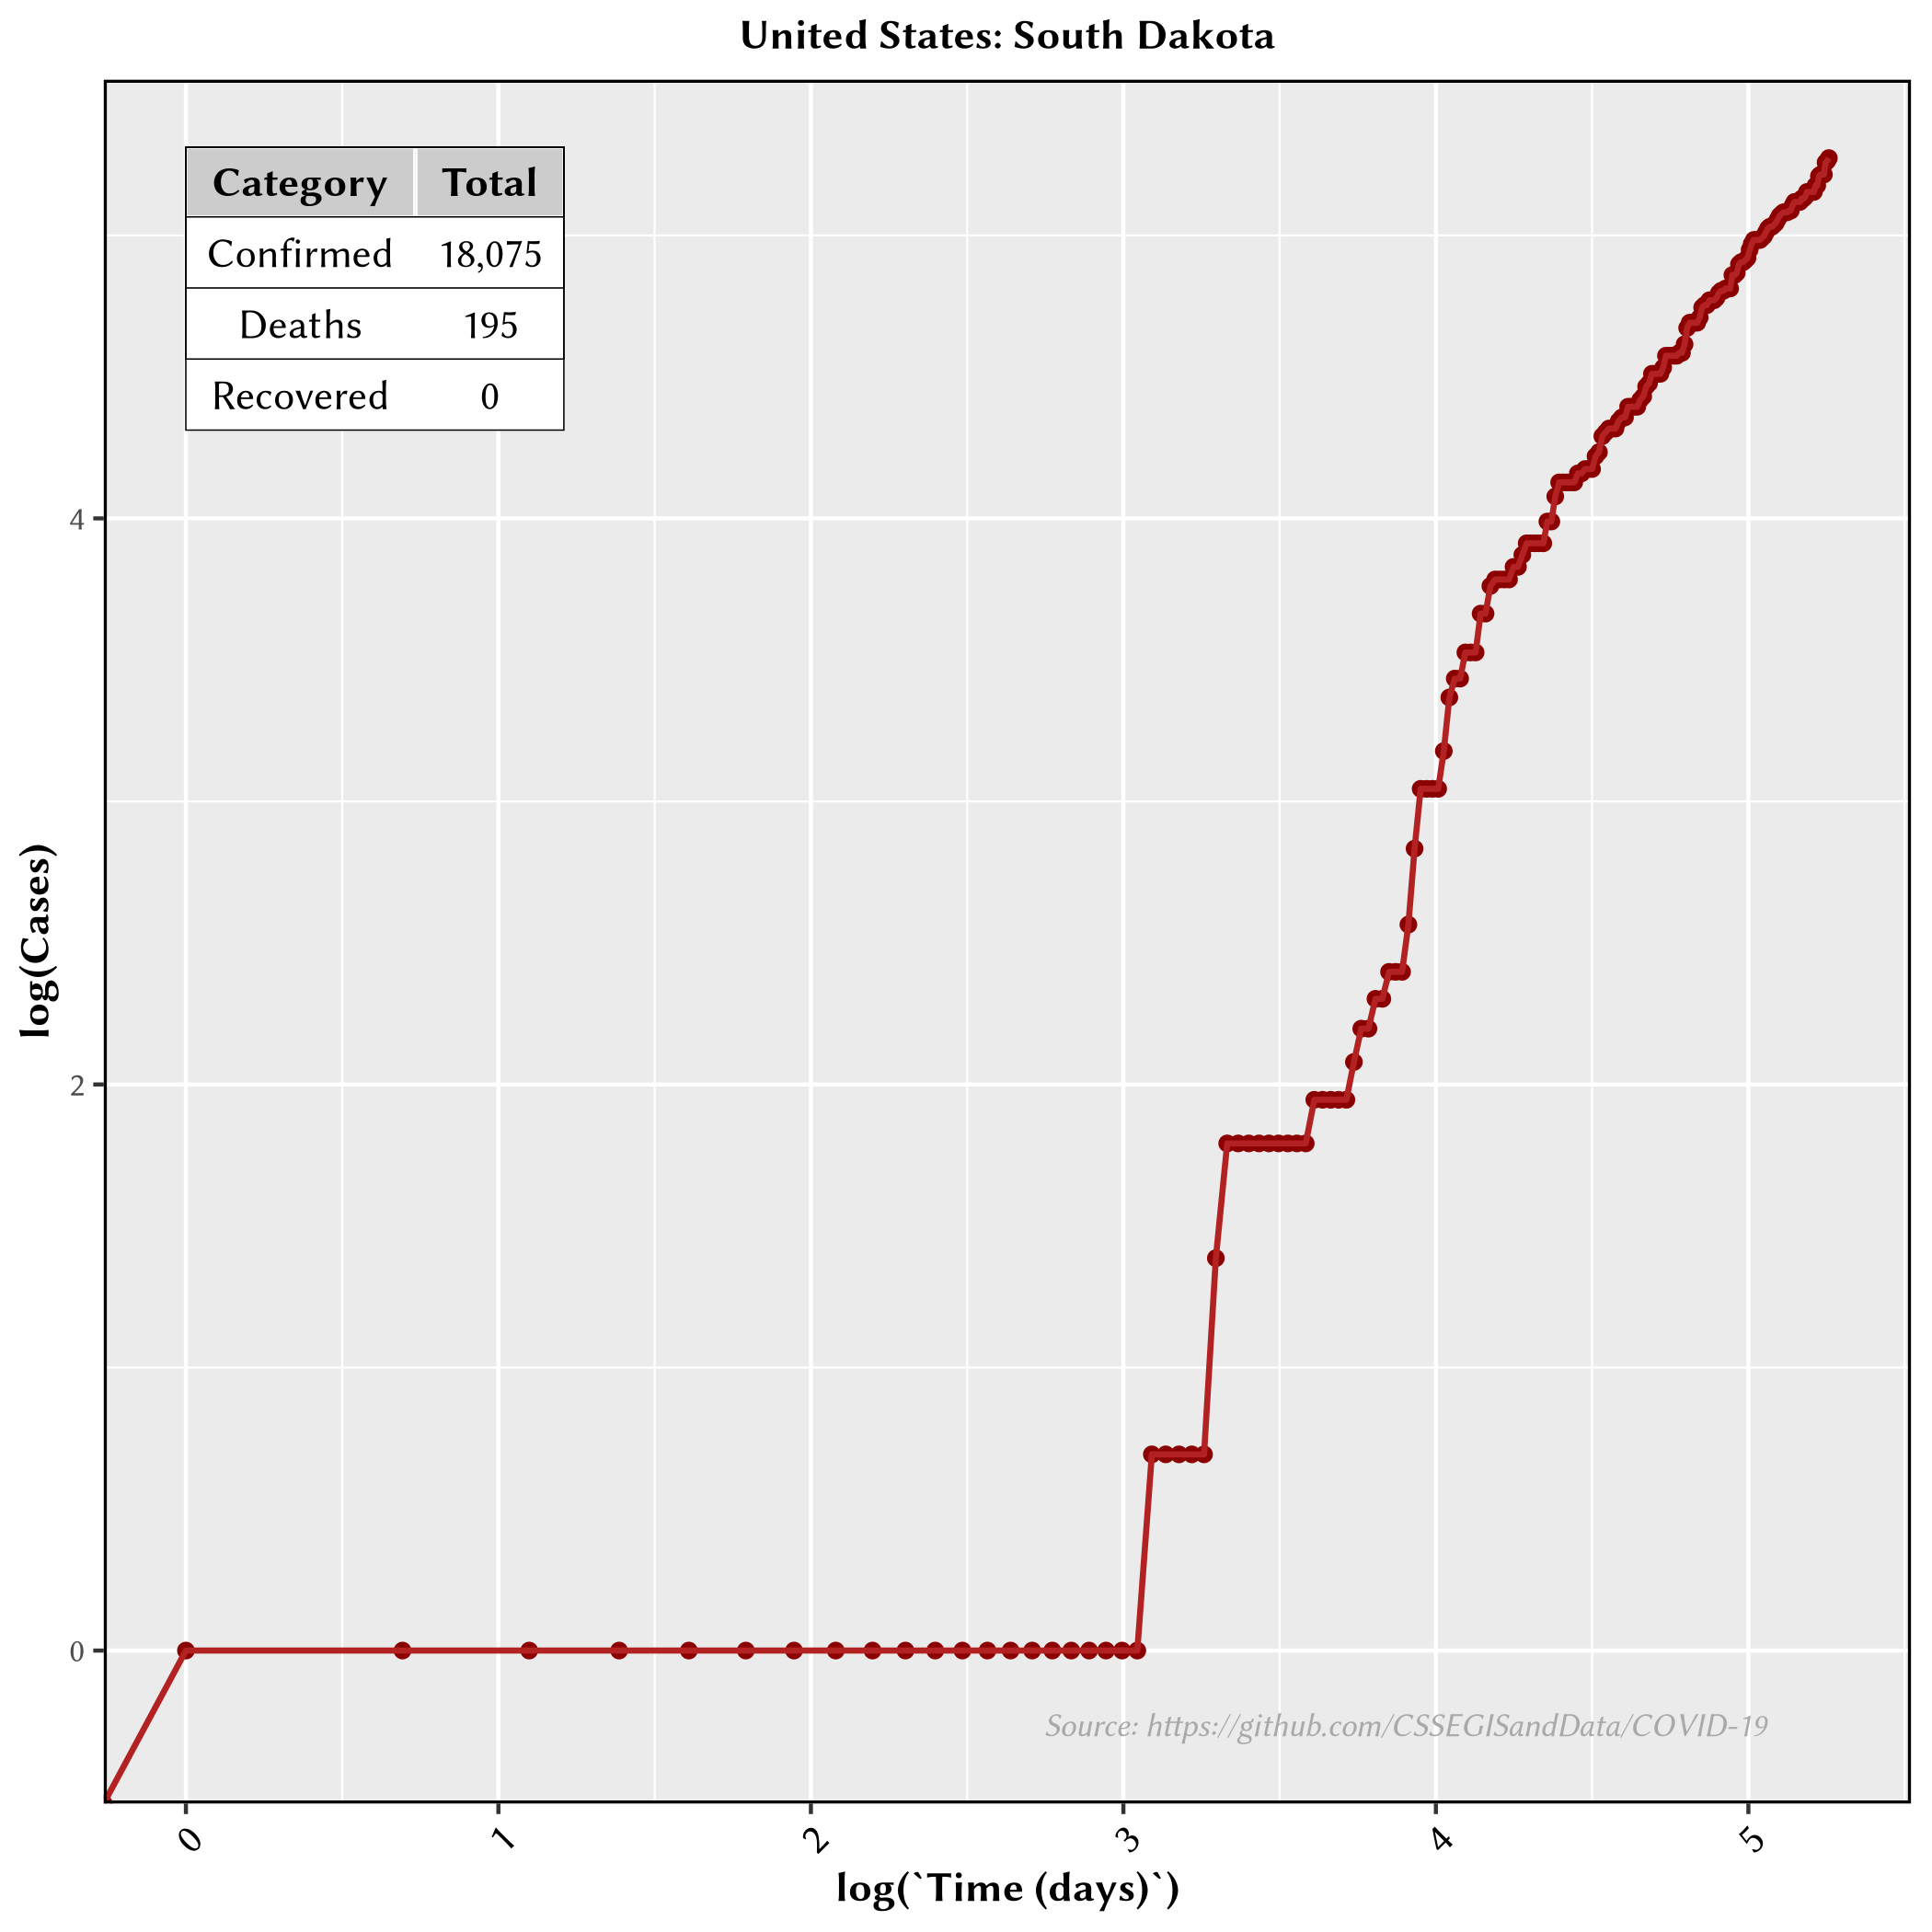 United States: South Dakota
Category Total
Confirmed 18,075
Deaths 195
Recovered 0
4
2
0
log(Cases)
Source: https://github.com/CSSEGISandData/COVID-19
0 1 2 3 4 5
log(`Time (days)`)